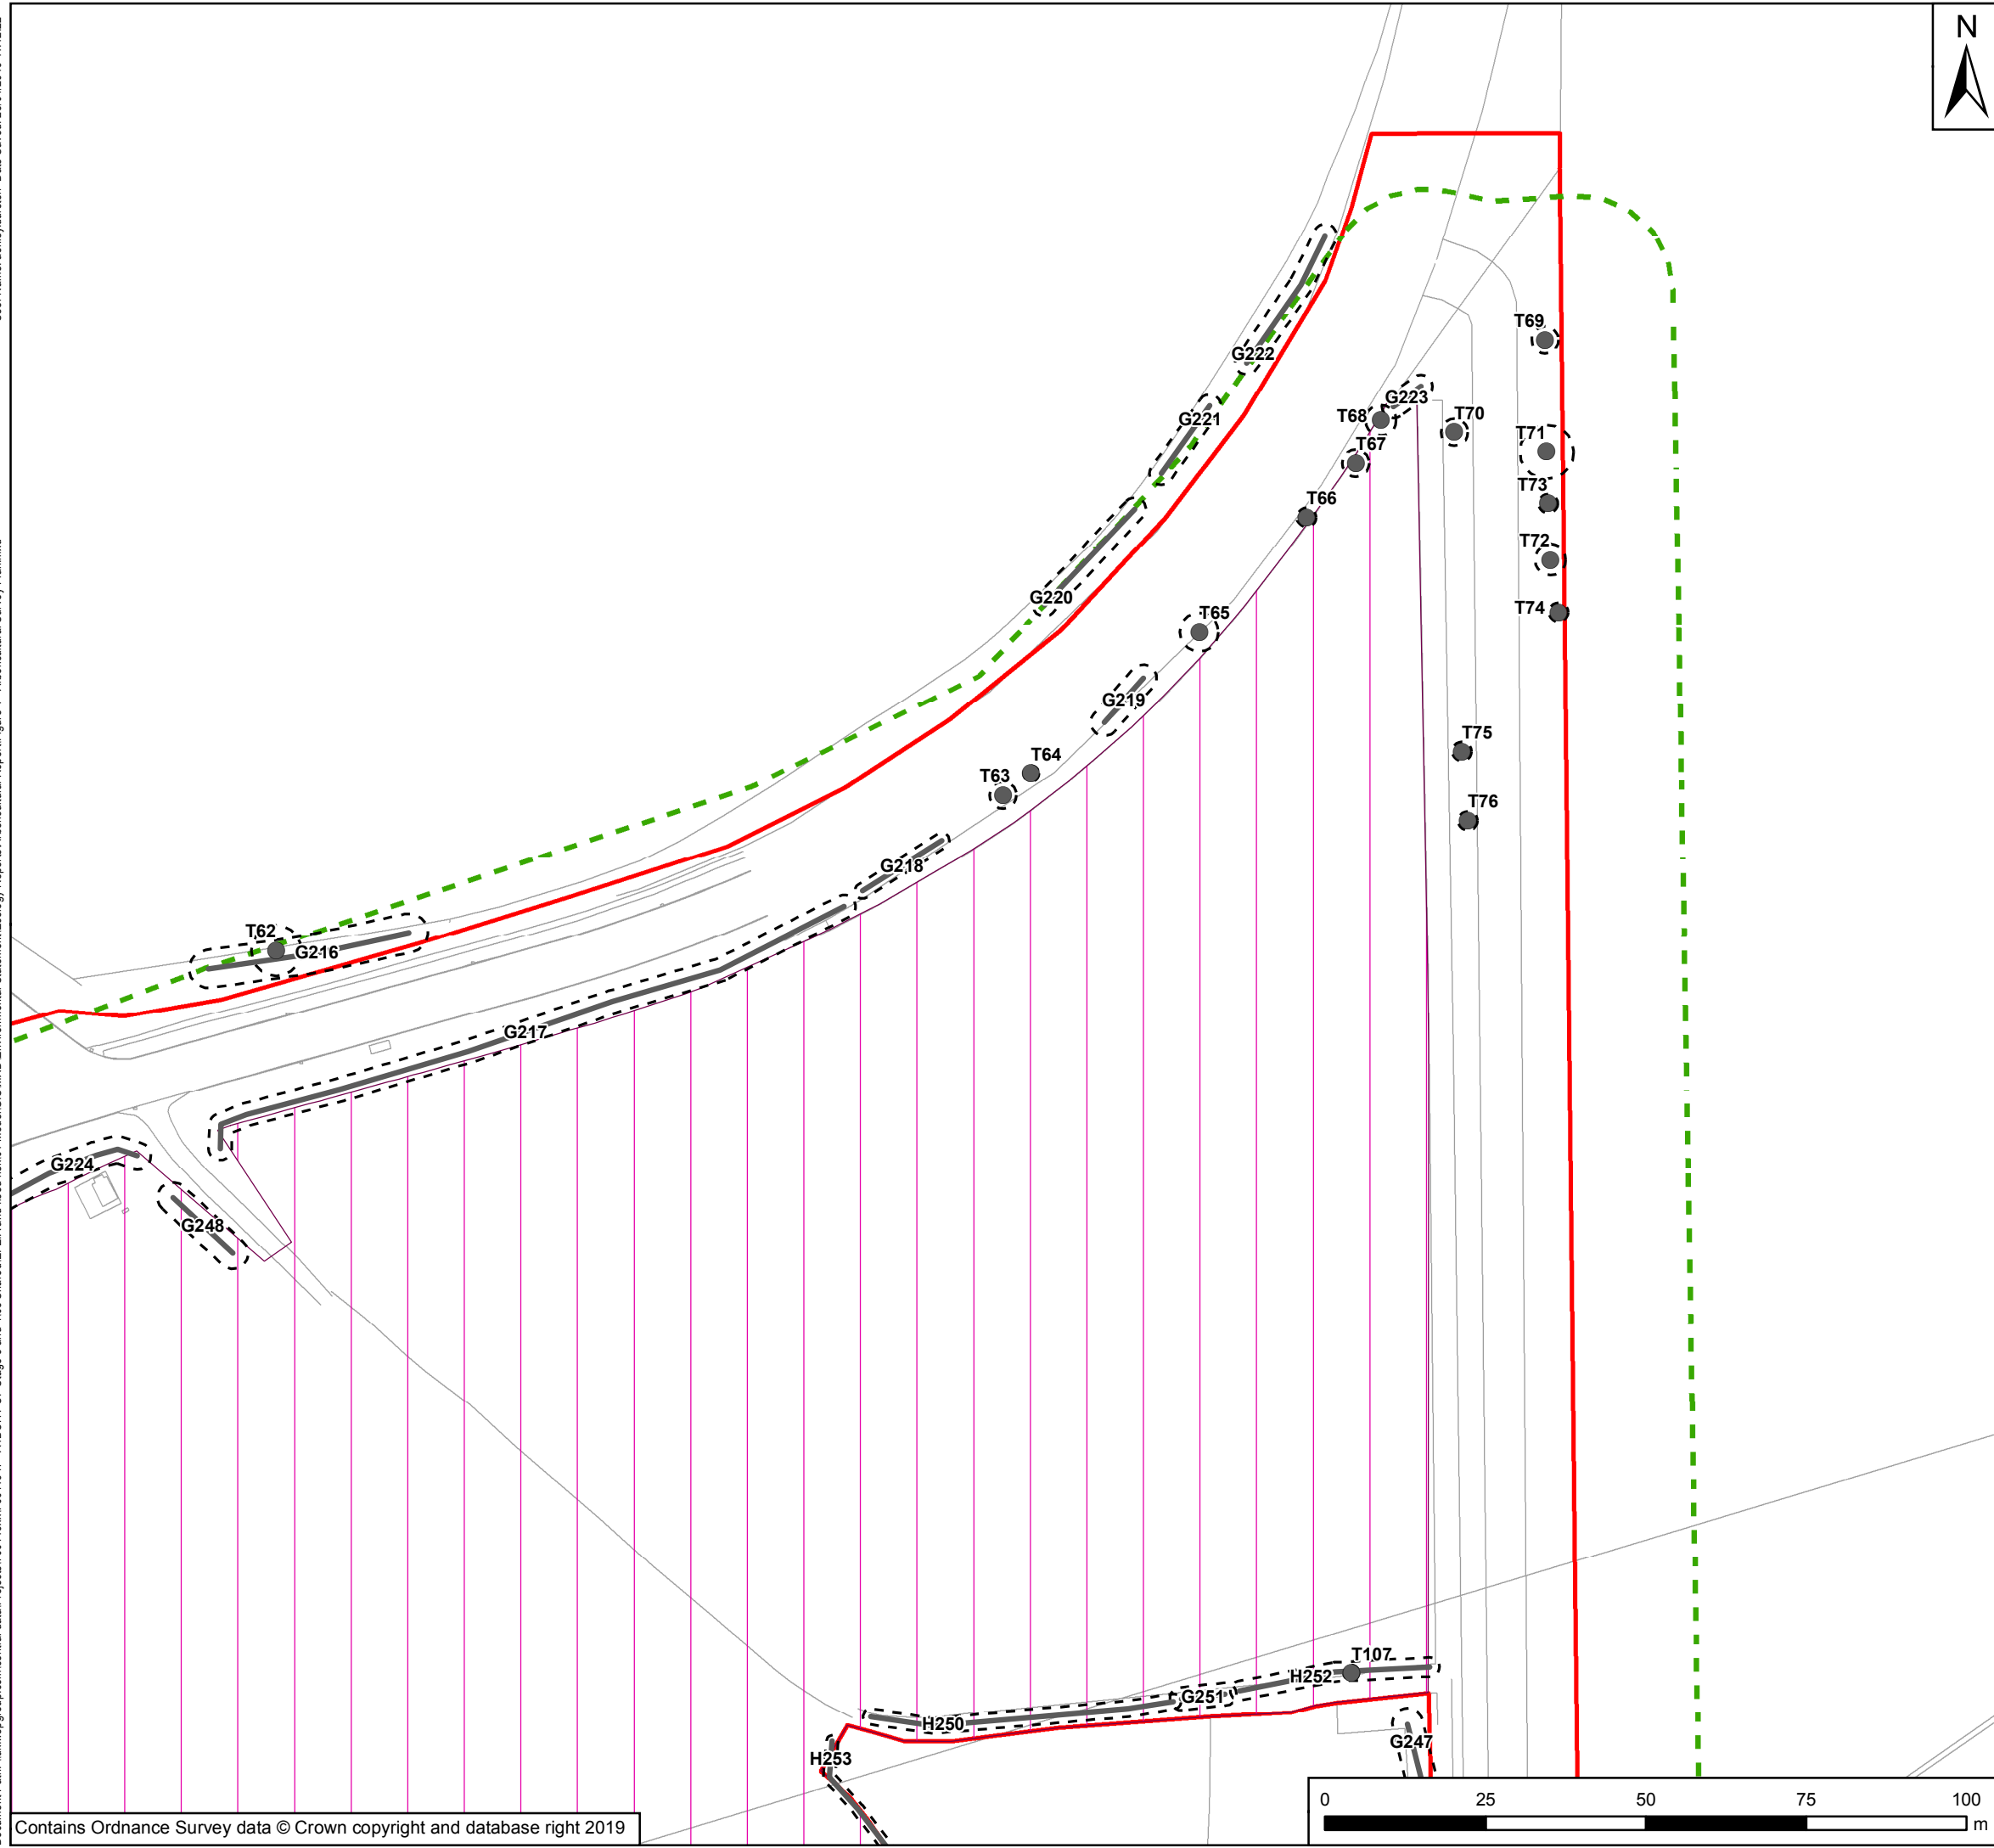 N
T69
G222
G223
T68
T70
G221
T71
T67
T73
T66
T72
G220
T74
T65
G219
T75
T64
T63
T76
G218
T62
G216
G217
G224
G248
T107
H252
G251
H250
G247
H253
0 25 50 75 100
m
Contains Ordnance Survey data © Crown copyright and database right 2019